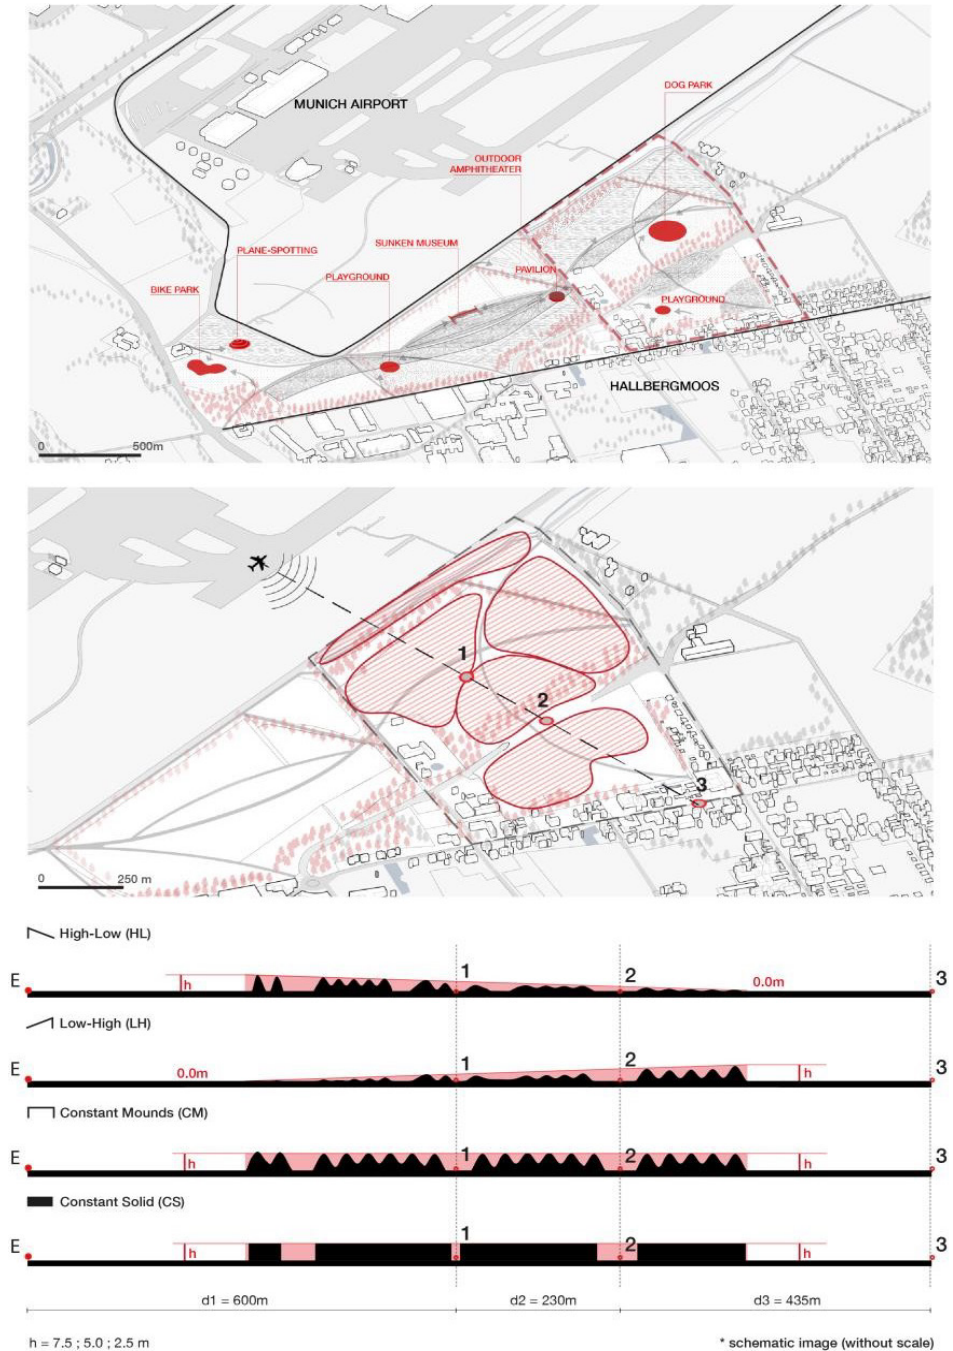 DOG PARK
MUNICH AIRPORT
OUTDOOR
AMPHITHEATER
SUNKEN MUSEUM
PLANE-SPOTTING
PAVILION
PLAYGROUND
BIKE PARK
PLAYGROUND
HALLBERGMOOS
0 500m
1
2
3
0 250 m
High-Low (HL)
E h 1 2 0.0m 3
Low-High (LH)
E 0.0m 1 2 h 3
Constant Mounds (CM)
E h 1 2 h 3
Constant Solid (CS)
E h 1 2 h 3
d1 = 600m d2 = 230m d3 = 435m
h = 7.5 ; 5.0 ; 2.5 m * schematic image (without scale)